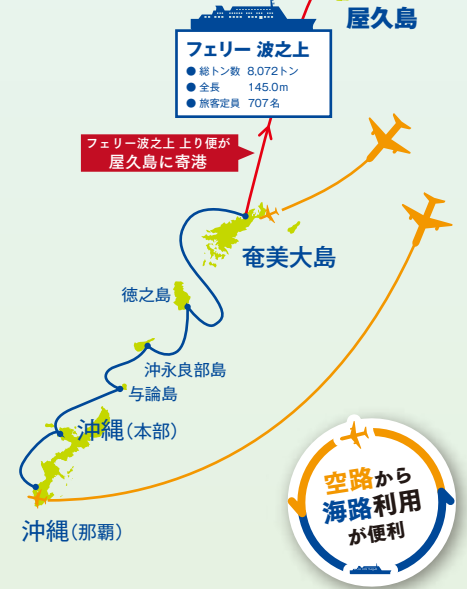 屋久島
フェリー 波之上
● 総トン数 8,072トン
● 全長 145.0m
● 旅客定員 707名
フェリー波之上 上り便が
屋久島に寄港
奄美大島
徳之島
沖永良部島
与論島
沖縄(本部)
沖縄(那覇)
空路から
海路利用
が便利